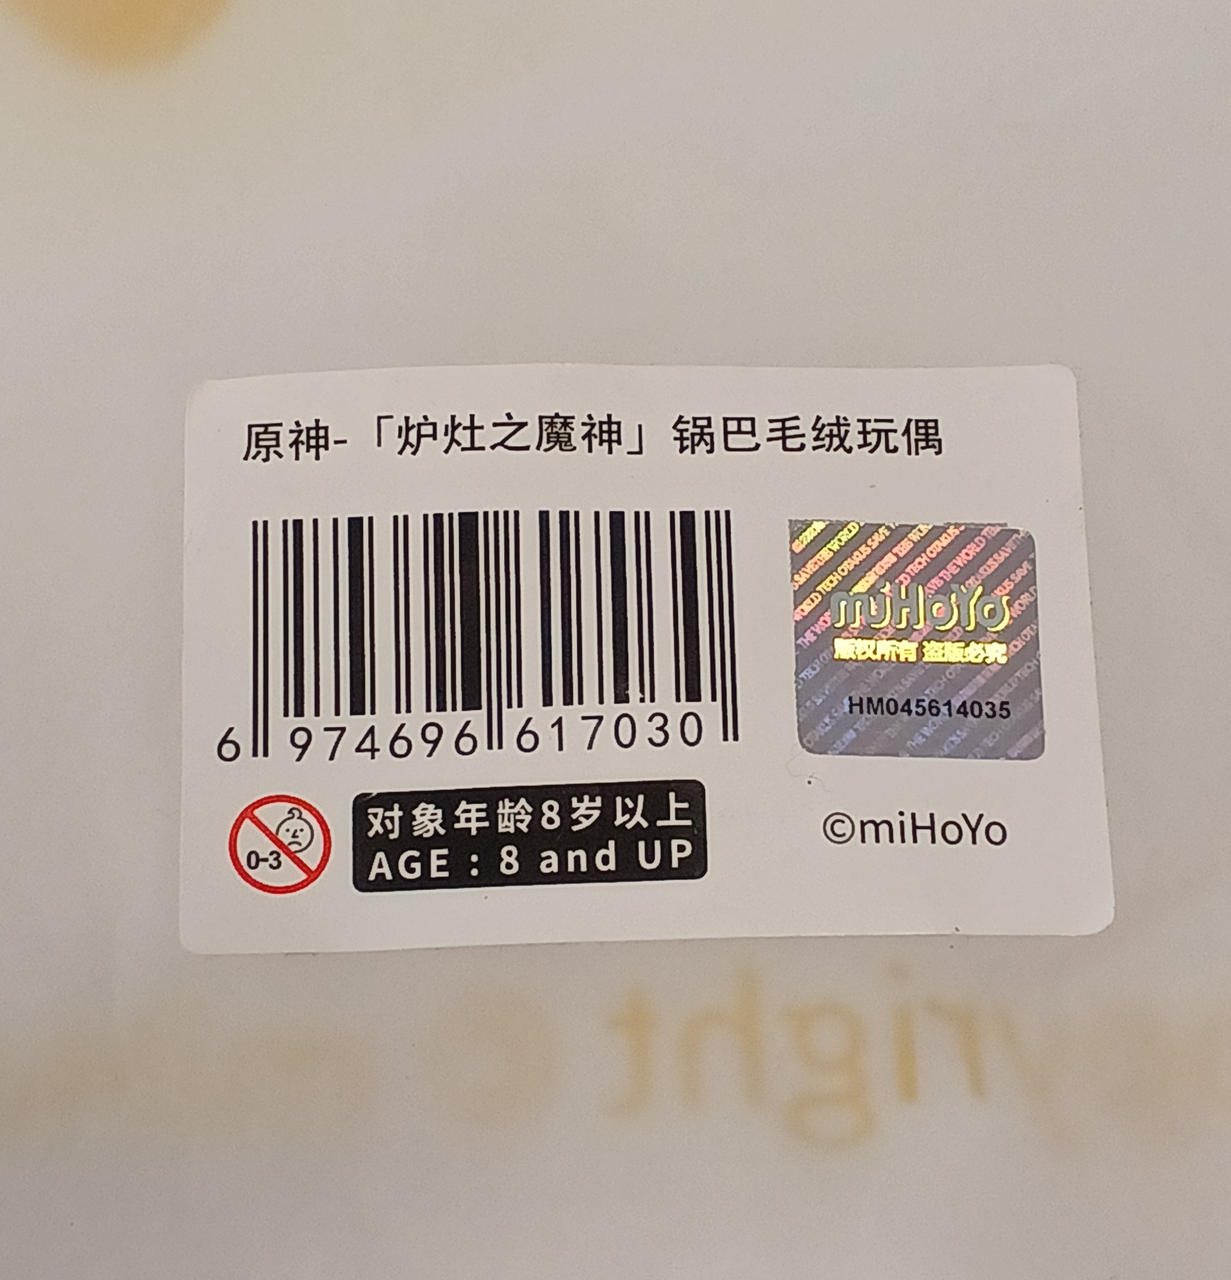 原神-「炉灶之魔神」锅巴毛绒玩偶
6 974696 617030
miHoYo
版权所有 盗版必究
HM045614035
0-3
对象年龄8岁以上
AGE : 8 and UP
©miHoYo
yright